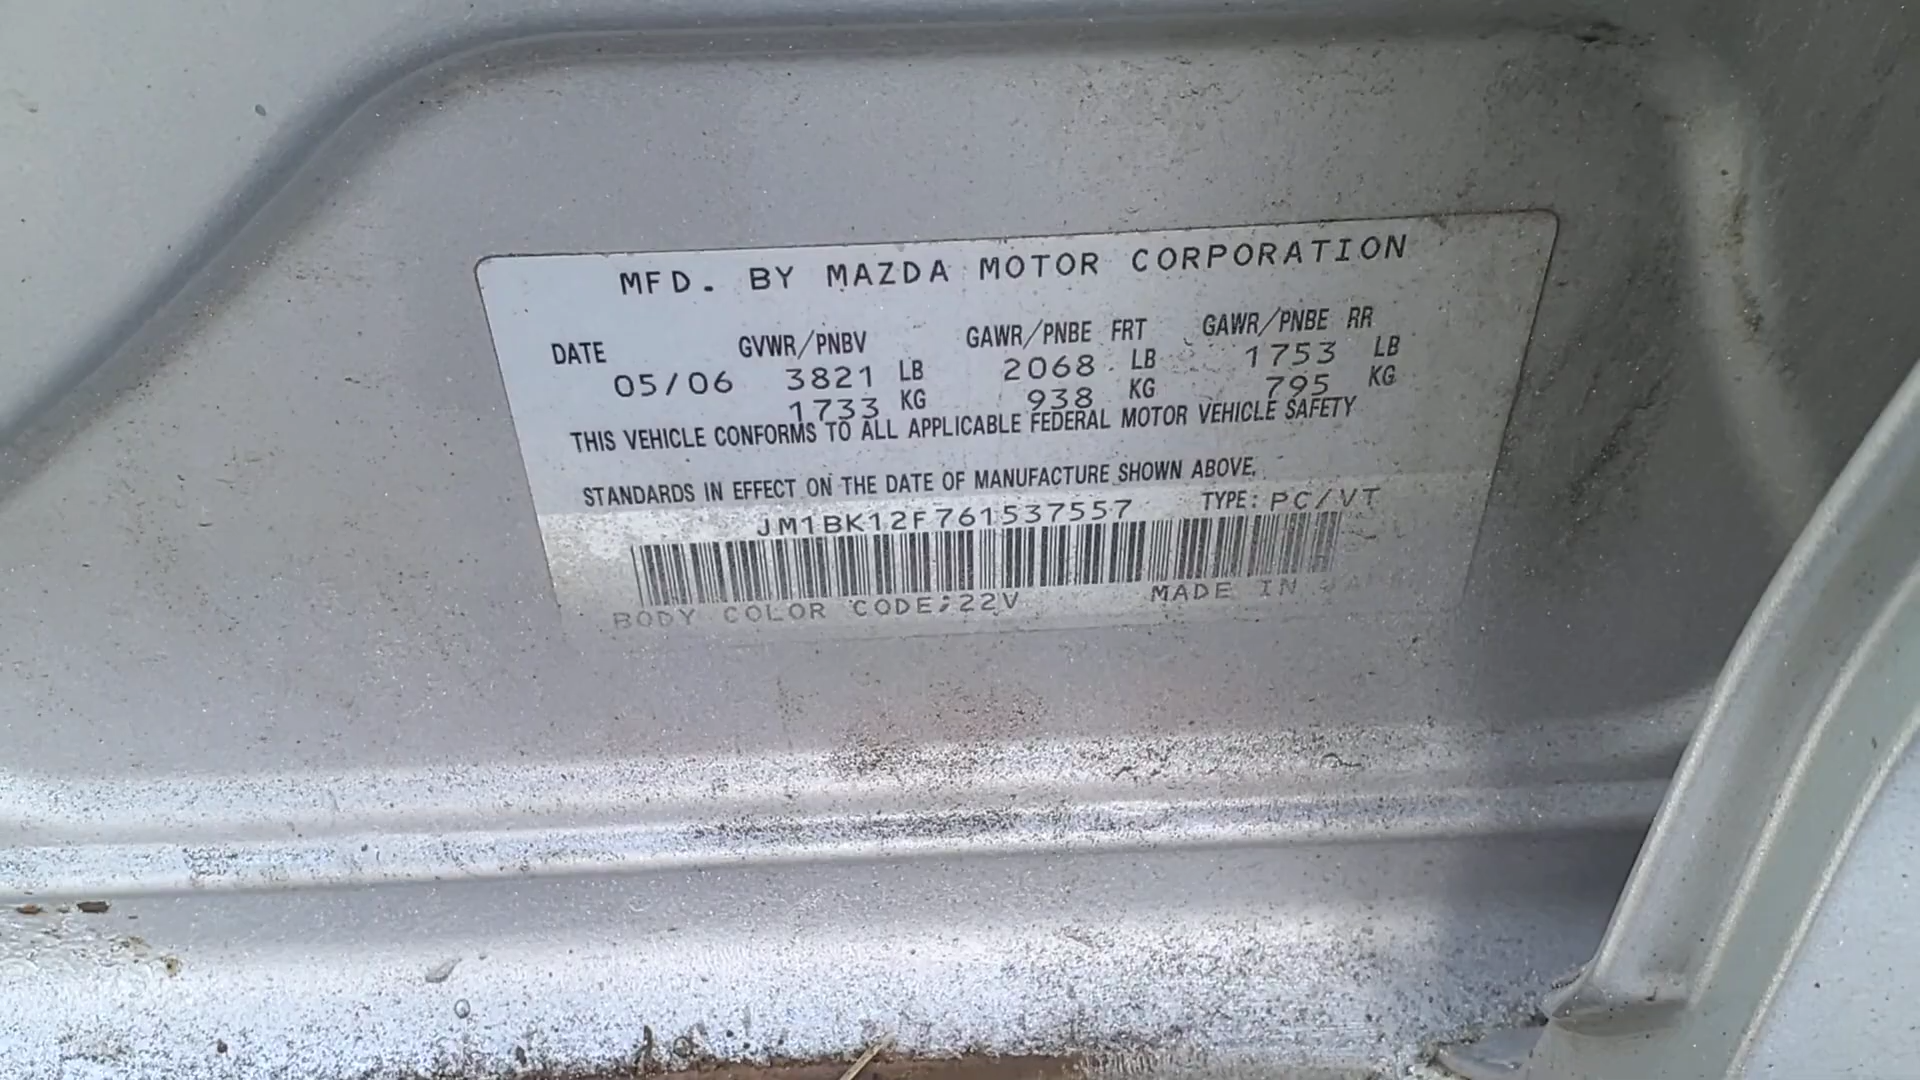 MFD. BY MAZDA MOTOR CORPORATION
DATE GVWR/PNBV GAWR/PNBE FRT GAWR/PNBE RR
05/06 3821 LB 2068 LB 1753 LB
1733 KG 938 KG 795 KG
THIS VEHICLE CONFORMS TO ALL APPLICABLE FEDERAL MOTOR VEHICLE SAFETY
STANDARDS IN EFFECT ON THE DATE OF MANUFACTURE SHOWN ABOVE.
JM1BK12F761537557 TYPE: PC/VT
BODY COLOR CODE;22V MADE IN